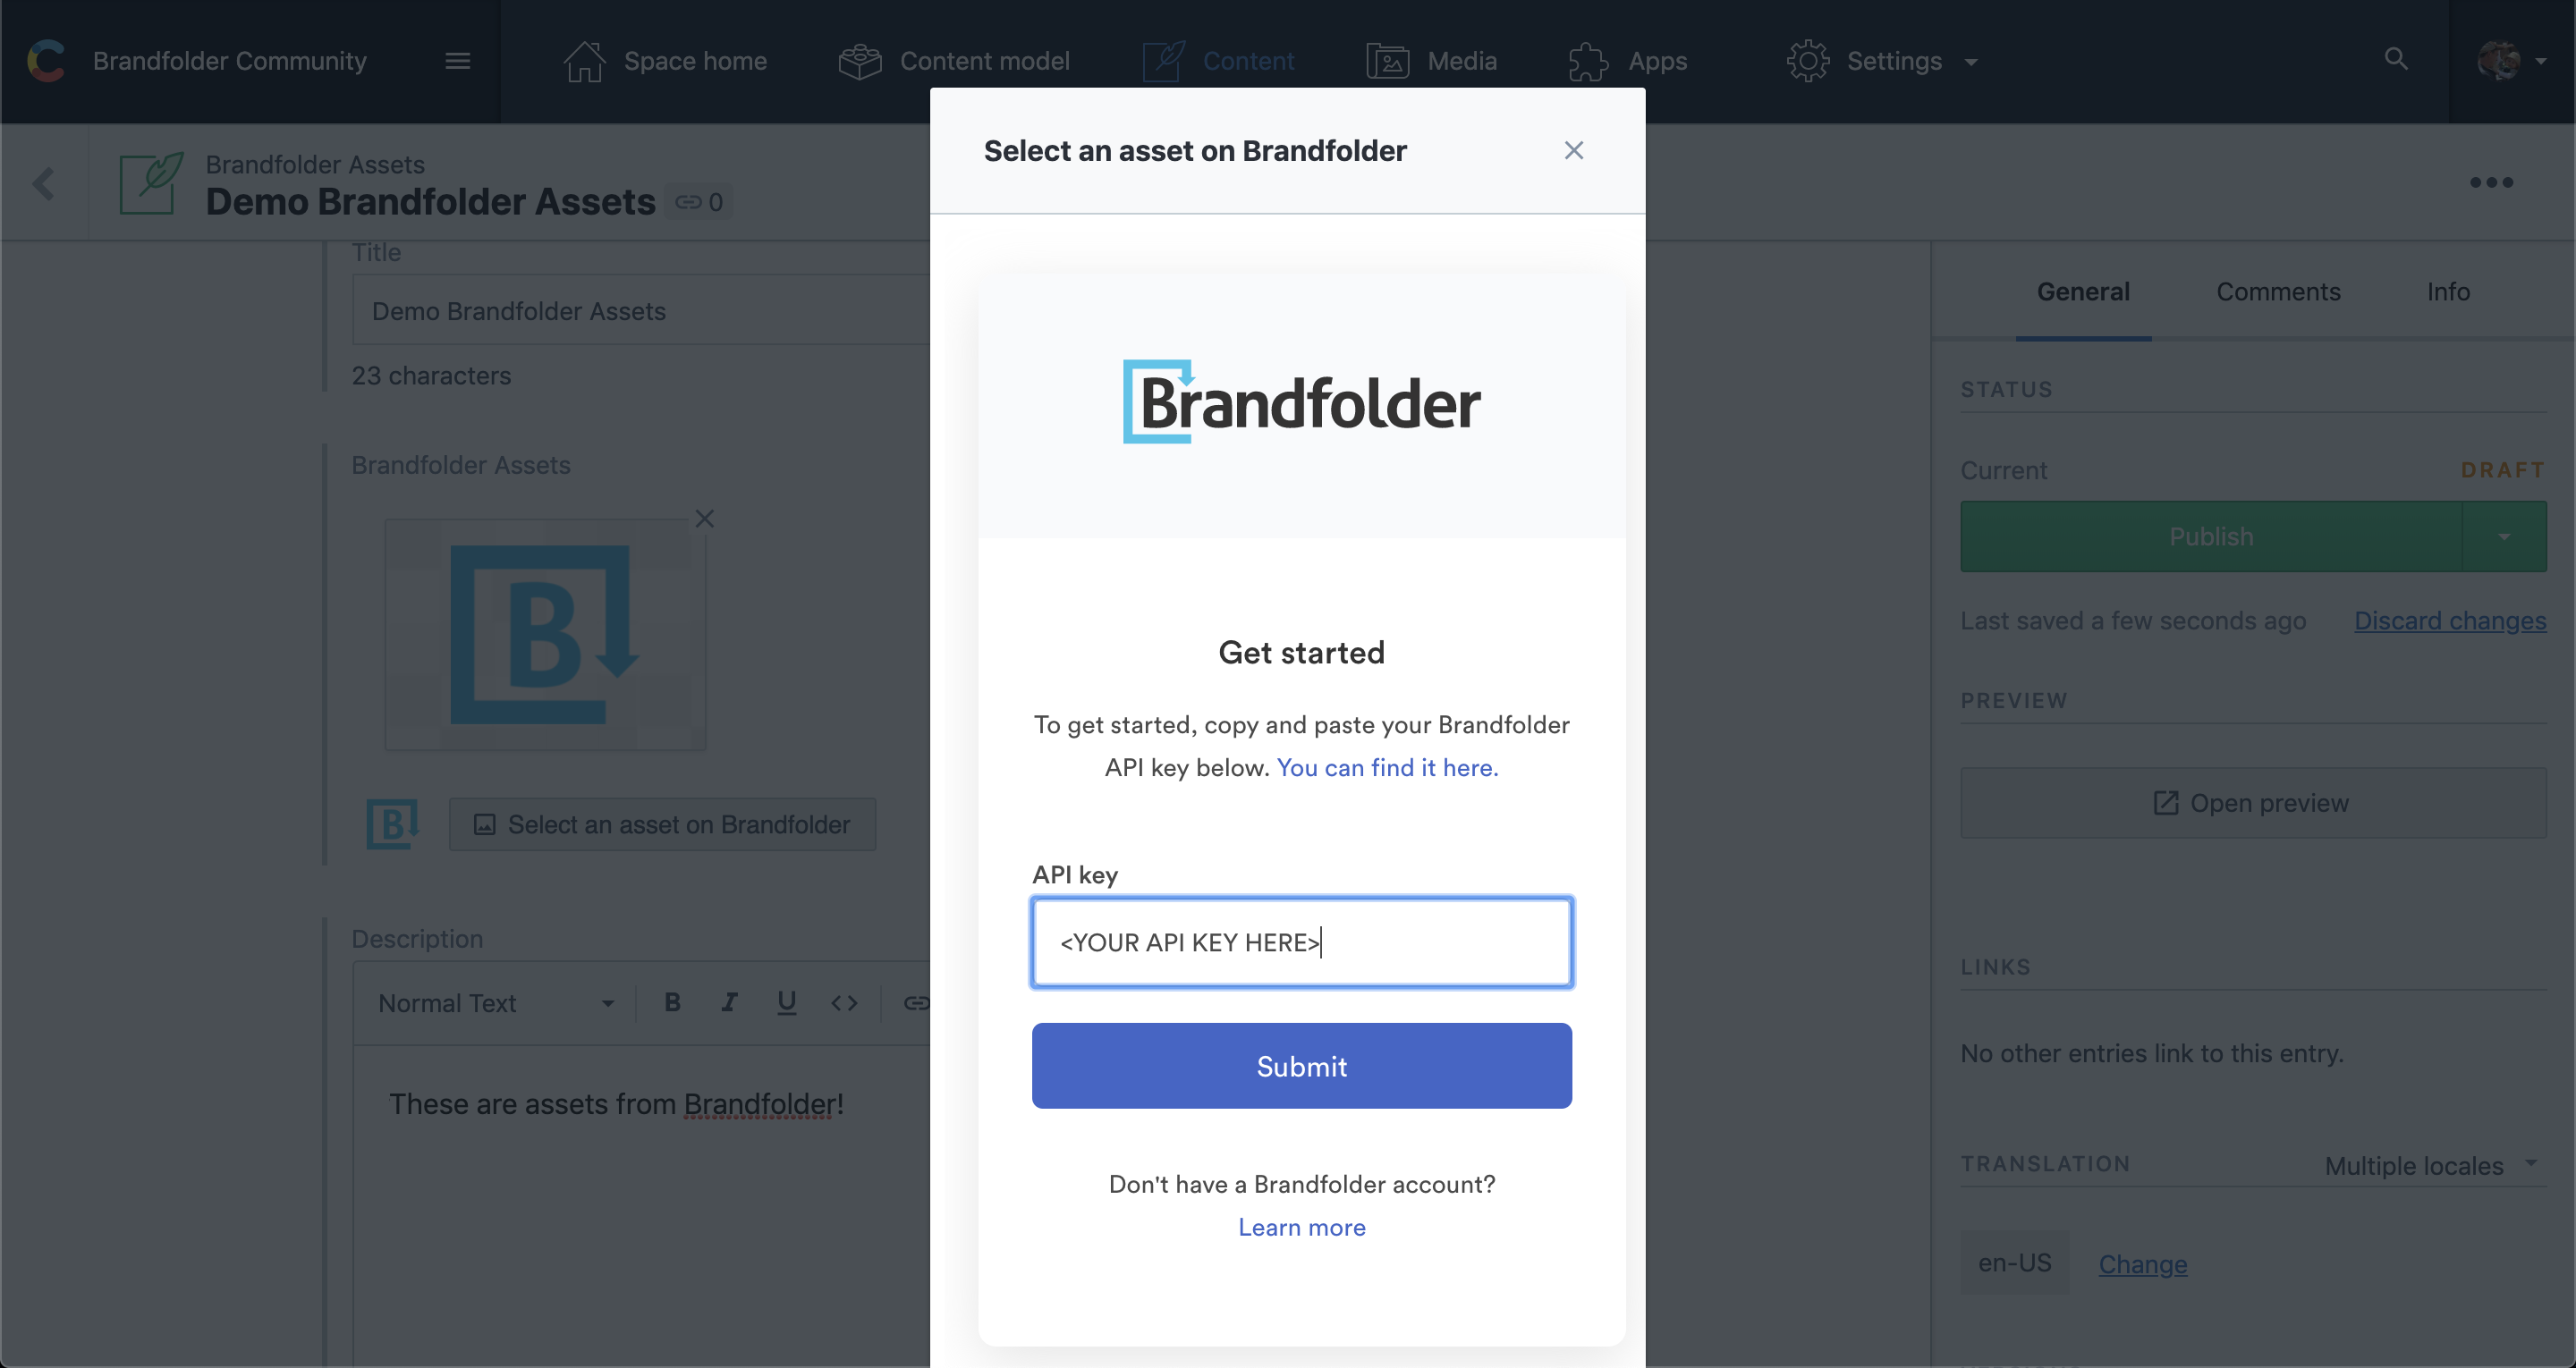 Brandfolder Community
Space home
Content model
Content
Media
Apps
Settings
Brandfolder Assets
Demo Brandfolder Assets
0
Title
Demo Brandfolder Assets
23 characters
Brandfolder Assets
B
B
Select an asset on Brandfolder
Description
Normal Text
B
I
U
<>
These are assets from Brandfolder!
Select an asset on Brandfolder
Brandfolder
Get started
To get started, copy and paste your Brandfolder
API key below. You can find it here.
API key
<YOUR API KEY HERE>
Submit
Don't have a Brandfolder account?
Learn more
General
Comments
Info
STATUS
Current
DRAFT
Publish
Last saved a few seconds ago
Discard changes
PREVIEW
Open preview
LINKS
No other entries link to this entry.
TRANSLATION
Multiple locales
en-US
Change